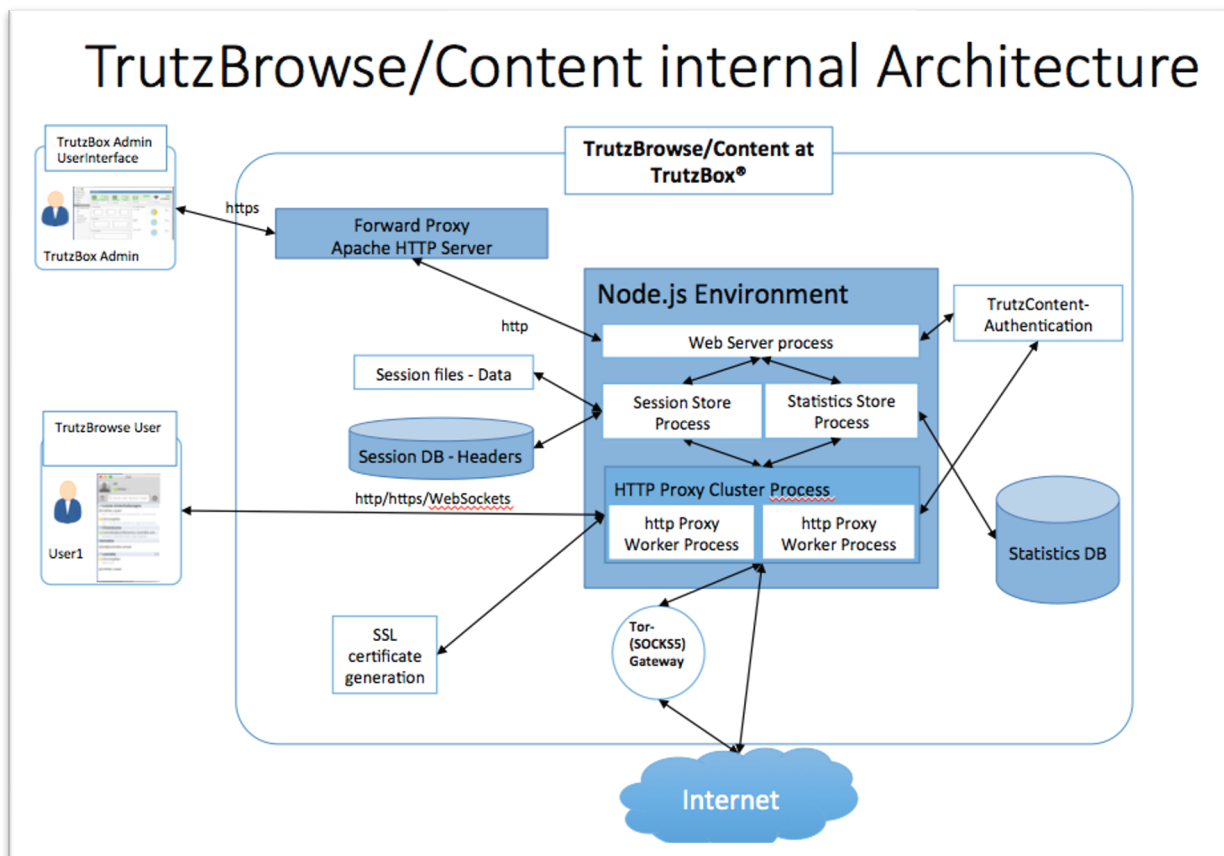 TrutzBrowse/Content internal Architecture
TrutzBox Admin
UserInterface
TrutzBox Admin
https
TrutzBrowse/Content at
TrutzBox®
Forward Proxy
Apache HTTP Server
http
Node.js Environment
Web Server process
TrutzContent-
Authentication
Session files - Data
Session Store
Process
Statistics Store
Process
Session DB - Headers
TrutzBrowse User
User1
http/https/WebSockets
HTTP Proxy Cluster Process
http Proxy
Worker Process
http Proxy
Worker Process
Statistics DB
SSL
certificate
generation
Tor-
(SOCKS5)
Gateway
Internet